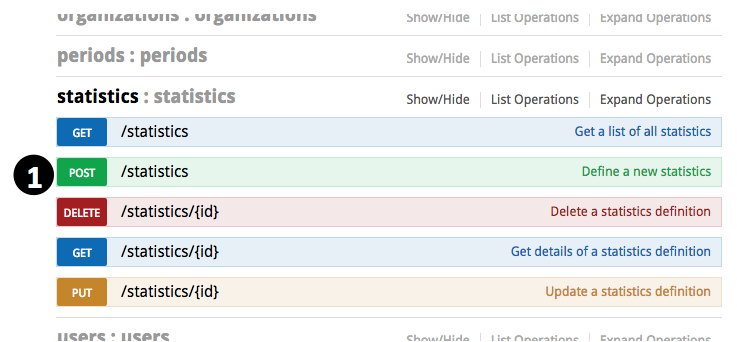 organizations : organizations Show/Hide List Operations Expand Operations
periods : periods Show/Hide List Operations Expand Operations
statistics : statistics Show/Hide List Operations Expand Operations
GET /statistics Get a list of all statistics
1 POST /statistics Define a new statistics
DELETE /statistics/{id} Delete a statistics definition
GET /statistics/{id} Get details of a statistics definition
PUT /statistics/{id} Update a statistics definition
users : users Show/Hide List Operations Expand Operations